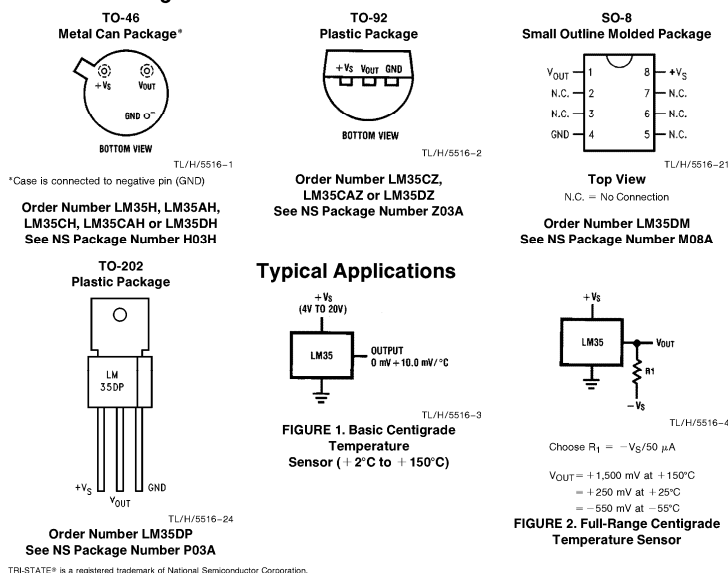 TO-46
Metal Can Package*
+VS
VOUT
GND
BOTTOM VIEW
TL/H/5516–1
*Case is connected to negative pin (GND)
Order Number LM35H, LM35AH,
LM35CH, LM35CAH or LM35DH
See NS Package Number H03H
TO-92
Plastic Package
+VS VOUT GND
BOTTOM VIEW
TL/H/5516–2
Order Number LM35CZ,
LM35CAZ or LM35DZ
See NS Package Number Z03A
SO-8
Small Outline Molded Package
VOUT 1 8 +VS
N.C. 2 7 N.C.
N.C. 3 6 N.C.
GND 4 5 N.C.
TL/H/5516–21
Top View
N.C. = No Connection
Order Number LM35DM
See NS Package Number M08A
TO-202
Plastic Package
LM
35DP
+VS
VOUT
GND
TL/H/5516–24
Order Number LM35DP
See NS Package Number P03A
Typical Applications
+VS
(4V TO 20V)
LM35
OUTPUT
0 mV+10.0 mV/°C
TL/H/5516–3
FIGURE 1. Basic Centigrade
Temperature
Sensor (+2°C to +150°C)
+VS
LM35
VOUT
R1
−VS
TL/H/5516–4
Choose R1 = −VS/50 μA
VOUT = +1,500 mV at +150°C
= +250 mV at +25°C
= −550 mV at −55°C
FIGURE 2. Full-Range Centigrade
Temperature Sensor
TRI-STATE® is a registered trademark of National Semiconductor Corporation.